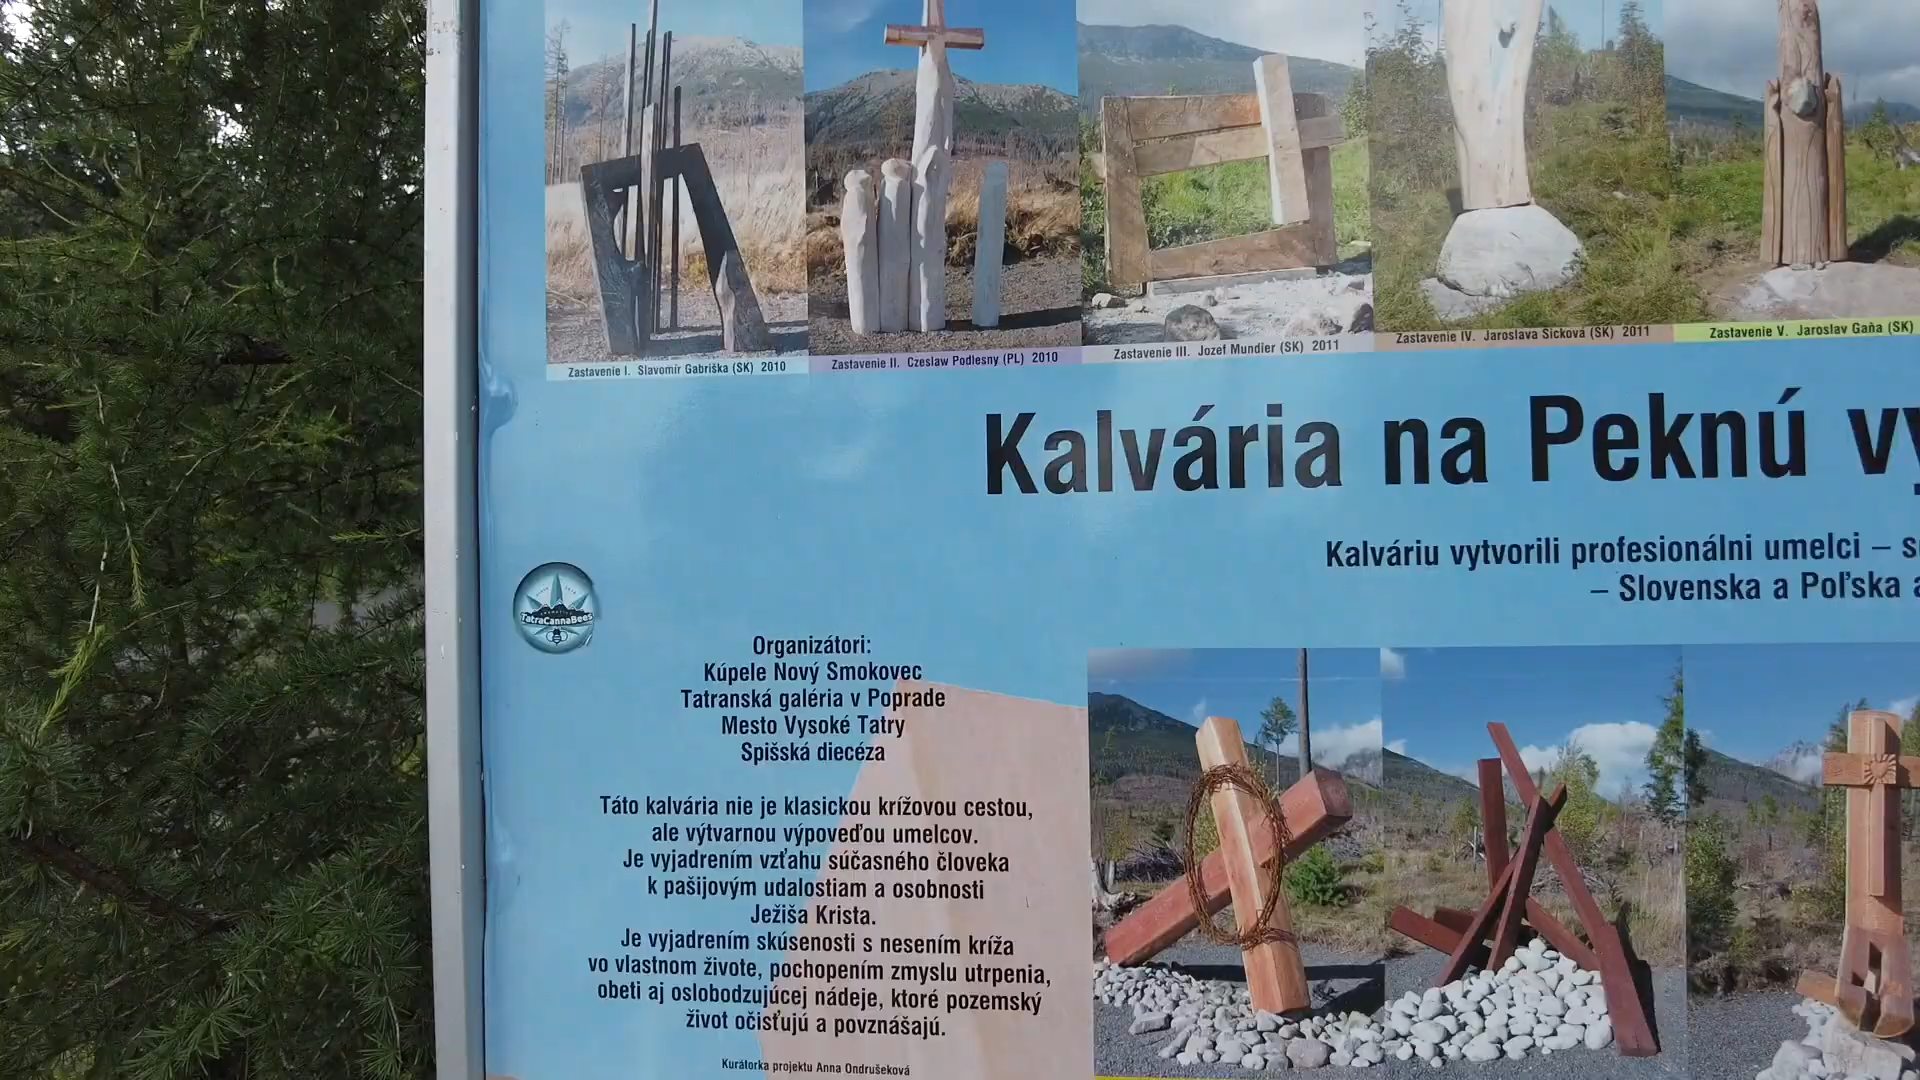 Zastavenie I. Slavomír Gabriška (SK) 2010
Zastavenie II. Czeslaw Podlesny (PL) 2010
Zastavenie III. Jozef Mundier (SK) 2011
Zastavenie IV. Jaroslava Sicková (SK) 2011
Zastavenie V. Jaroslav Gaňa (SK)
Kalvária na Peknú
Kalváriu vytvorili profesionálni umelci –
– Slovenska a Poľska
TatraCannaBees
Organizátori:
Kúpele Nový Smokovec
Tatranská galéria v Poprade
Mesto Vysoké Tatry
Spišská diecéza
Táto kalvária nie je klasickou krížovou cestou,
ale výtvarnou výpoveďou umelcov.
Je vyjadrením vzťahu súčasného človeka
k pašijovým udalostiam a osobnosti
Ježiša Krista.
Je vyjadrením skúsenosti s nesením kríža
vo vlastnom živote, pochopením zmyslu utrpenia,
obeti aj oslobodzujúcej nádeje, ktoré pozemský
život očisťujú a povznášajú.
Kurátorka projektu Anna Ondrušeková